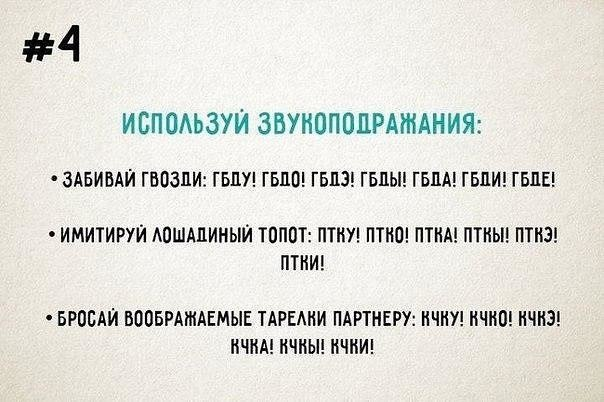 #4
ИСПОЛЬЗУЙ ЗВУКОПОДРАЖАНИЯ:
• ЗАБИВАЙ ГВОЗДИ: ГБДУ! ГБДО! ГБДЭ! ГБДЫ! ГБДА! ГБДИ! ГБДЕ!
• ИМИТИРУЙ ЛОШАДИНЫЙ ТОПОТ: ПТКУ! ПТКО! ПТКА! ПТКЫ! ПТКЭ!
ПТКИ!
• БРОСАЙ ВООБРАЖАЕМЫЕ ТАРЕЛКИ ПАРТНЕРУ: КЧКУ! КЧКО! КЧКЭ!
КЧКА! КЧКЫ! КЧКИ!